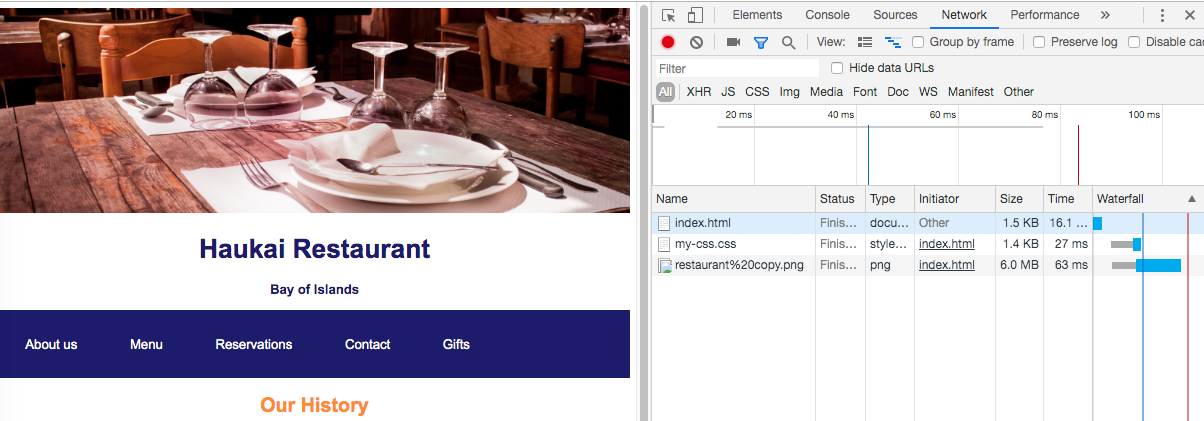 Haukai Restaurant
Bay of Islands
About us Menu Reservations Contact Gifts
Our History
Elements Console Sources Network Performance »
View: Group by frame Preserve log Disable cac
Filter Hide data URLs
All XHR JS CSS Img Media Font Doc WS Manifest Other
20 ms 40 ms 60 ms 80 ms 100 ms
Name Status Type Initiator Size Time Waterfall
index.html Finis… docu… Other 1.5 KB 16.1 …
my-css.css Finis… style… index.html 1.4 KB 27 ms
restaurant%20copy.png Finis… png index.html 6.0 MB 63 ms